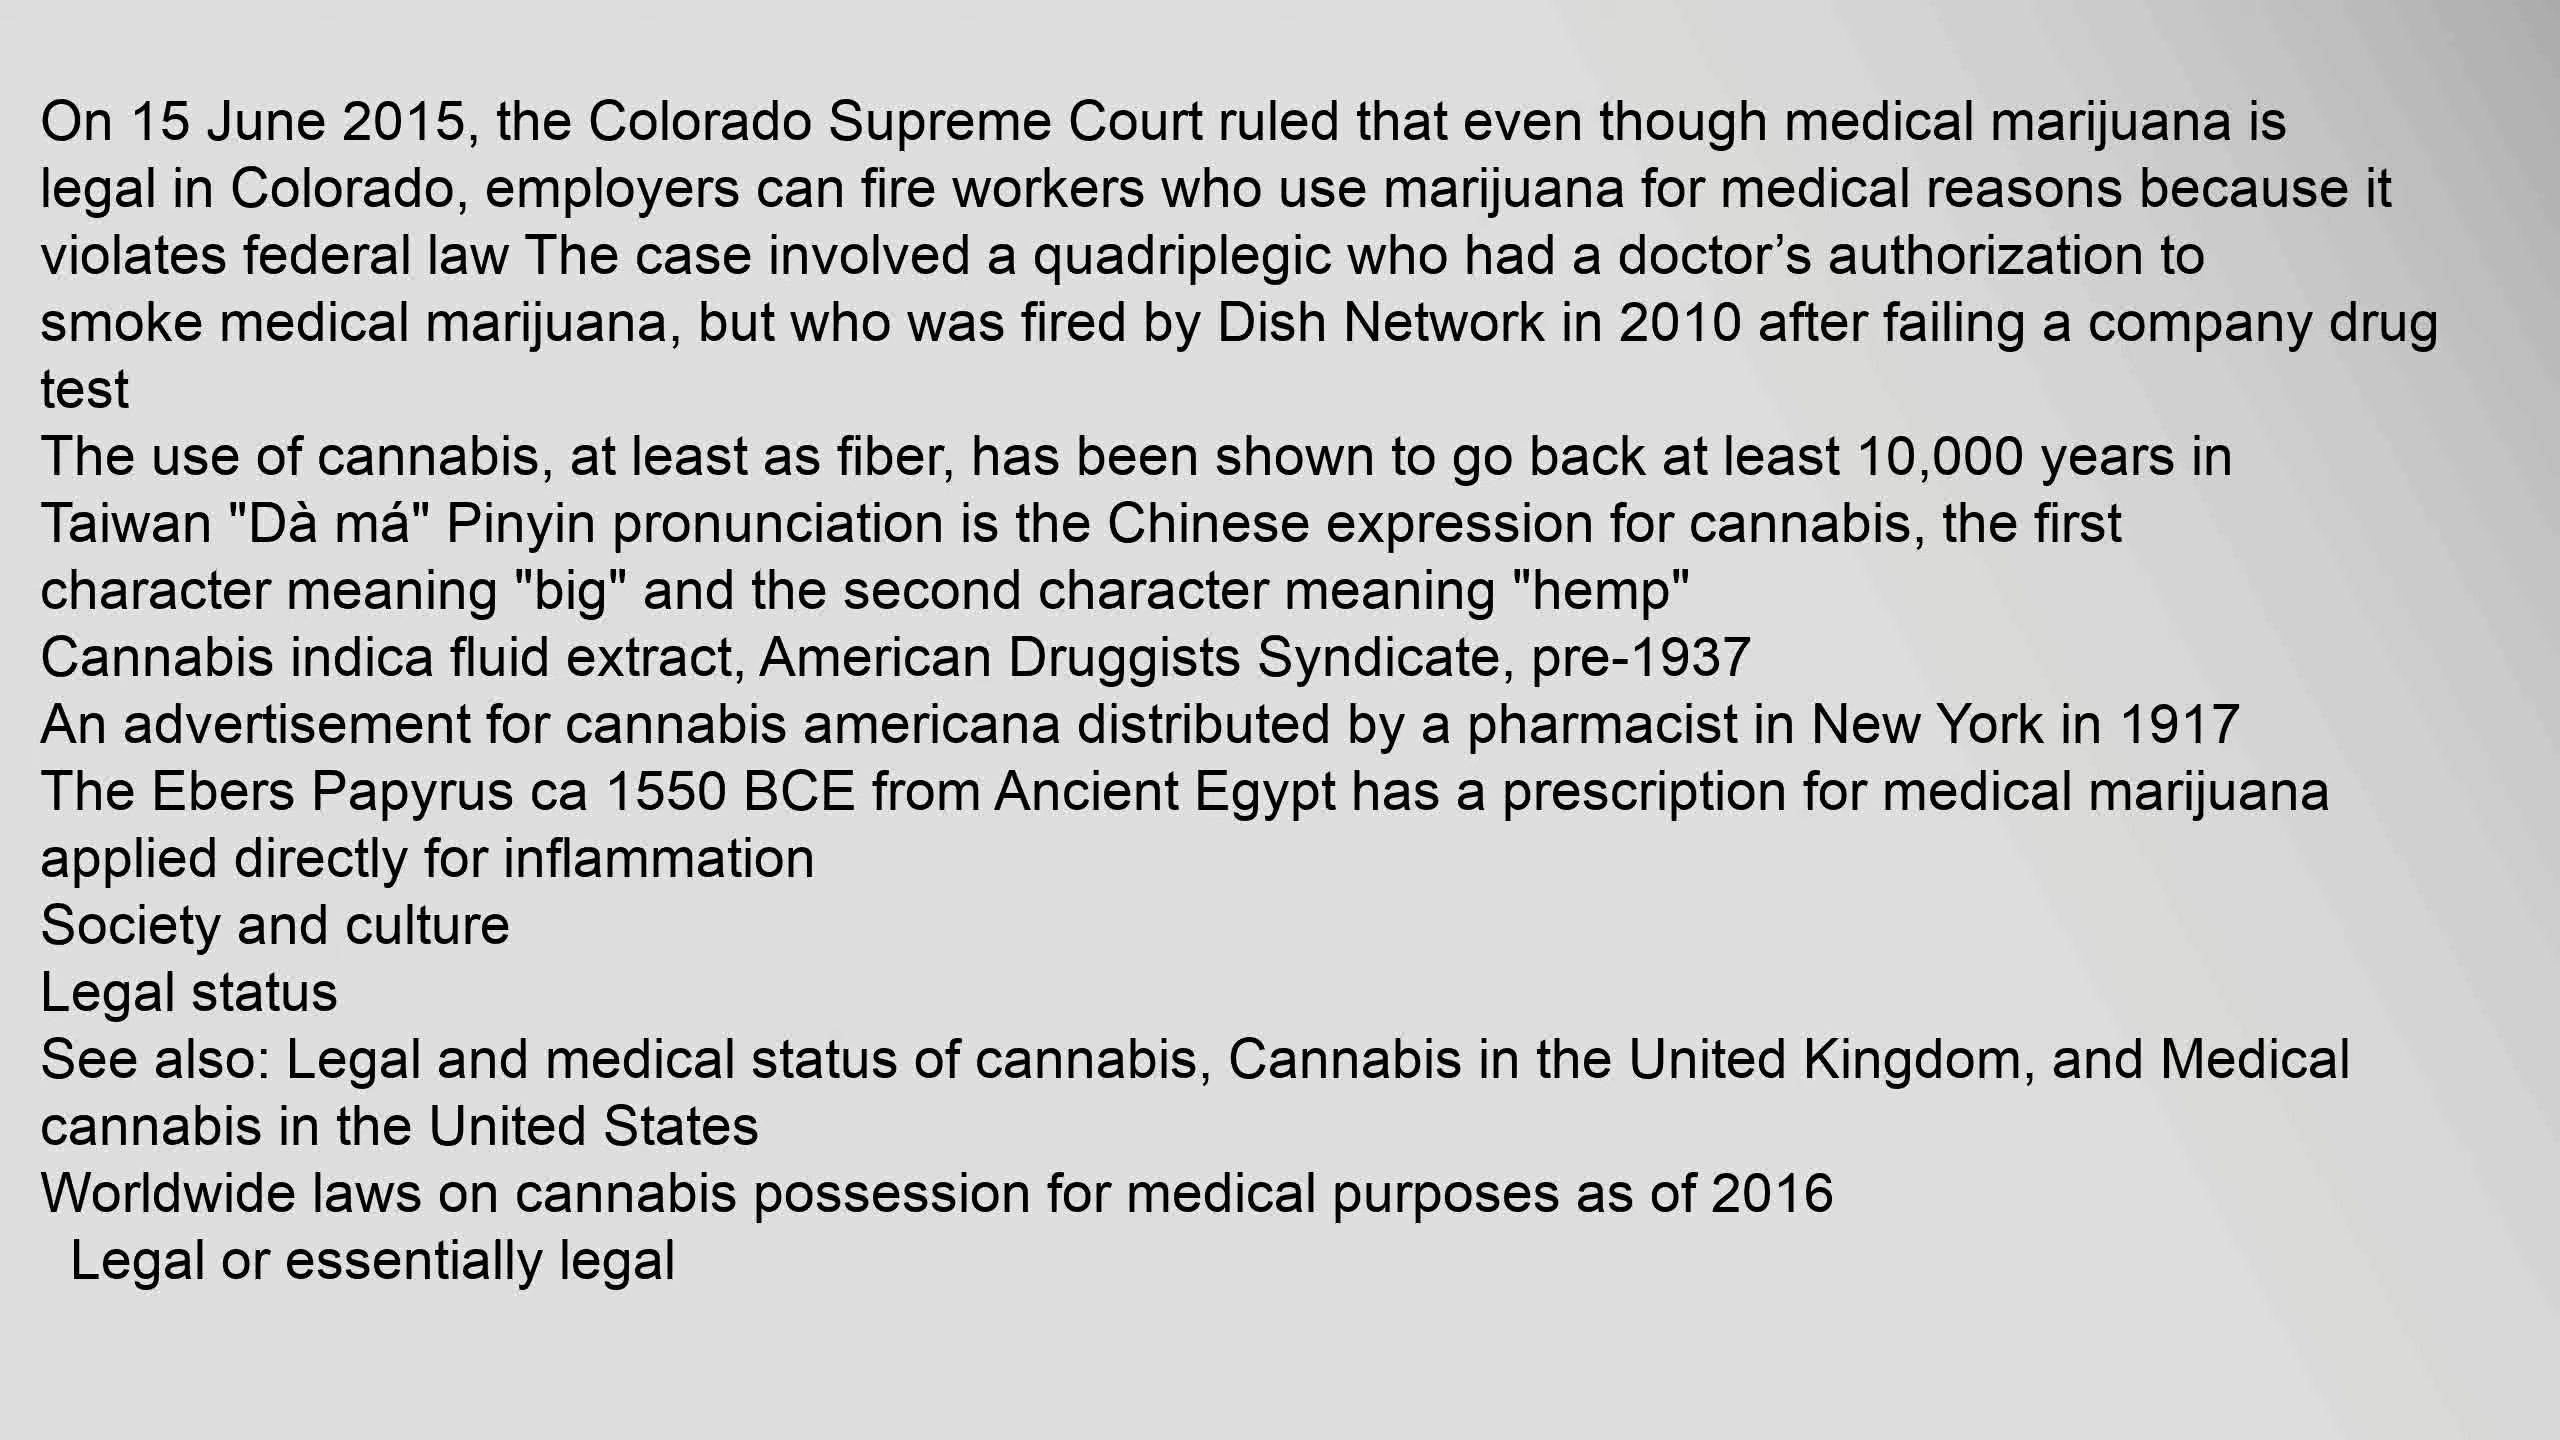 On 15 June 2015, the Colorado Supreme Court ruled that even though medical marijuana is
legal in Colorado, employers can fire workers who use marijuana for medical reasons because it
violates federal law The case involved a quadriplegic who had a doctor’s authorization to
smoke medical marijuana, but who was fired by Dish Network in 2010 after failing a company drug
test
The use of cannabis, at least as fiber, has been shown to go back at least 10,000 years in
Taiwan "Dà má" Pinyin pronunciation is the Chinese expression for cannabis, the first
character meaning "big" and the second character meaning "hemp"
Cannabis indica fluid extract, American Druggists Syndicate, pre-1937
An advertisement for cannabis americana distributed by a pharmacist in New York in 1917
The Ebers Papyrus ca 1550 BCE from Ancient Egypt has a prescription for medical marijuana
applied directly for inflammation
Society and culture
Legal status
See also: Legal and medical status of cannabis, Cannabis in the United Kingdom, and Medical
cannabis in the United States
Worldwide laws on cannabis possession for medical purposes as of 2016
Legal or essentially legal